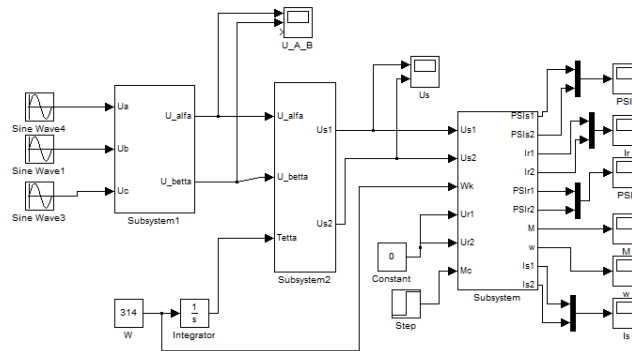 U_A_B
Us
Sine Wave4
Sine Wave1
Sine Wave3
Ua
Ub
Uc
U_alfa
U_betta
Subsystem1
U_alfa
U_betta
Tetta
Us1
Us2
Subsystem2
314
W
1
s
Integrator
0
Constant
Step
Us1
Us2
Wk
Ur1
Ur2
Mc
PSIs1
PSIs2
Ir1
Ir2
PSIr1
PSIr2
M
w
Is1
Is2
Subsystem
PSI
Ir
PSI
M
w
Is